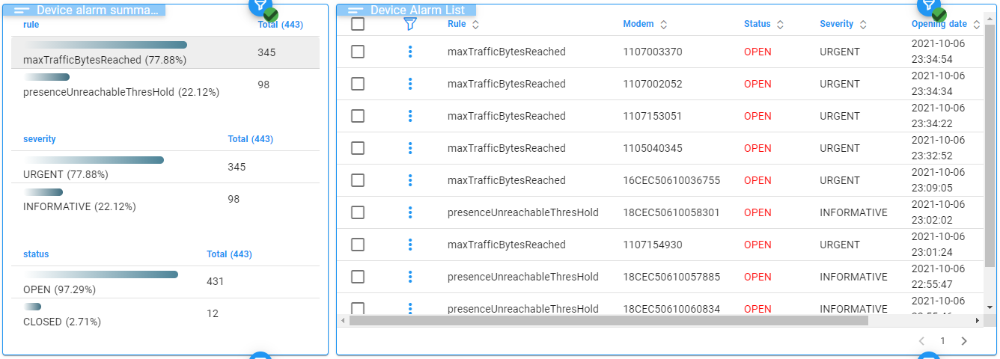 Device alarm summa...
rule Total (443)
maxTrafficBytesReached (77.88%) 345
presenceUnreachableThresHold (22.12%) 98
severity Total (443)
URGENT (77.88%) 345
INFORMATIVE (22.12%) 98
status Total (443)
OPEN (97.29%) 431
CLOSED (2.71%) 12
Device Alarm List
Rule Modem Status Severity Opening date
maxTrafficBytesReached 1107003370 OPEN URGENT 2021-10-06
23:34:54
maxTrafficBytesReached 1107002052 OPEN URGENT 2021-10-06
23:34:34
maxTrafficBytesReached 1107153051 OPEN URGENT 2021-10-06
23:34:22
maxTrafficBytesReached 1105040345 OPEN URGENT 2021-10-06
23:32:52
maxTrafficBytesReached 16CEC50610036755 OPEN URGENT 2021-10-06
23:09:05
presenceUnreachableThresHold 18CEC50610058301 OPEN INFORMATIVE 2021-10-06
23:02:02
maxTrafficBytesReached 1107154930 OPEN URGENT 2021-10-06
23:01:24
presenceUnreachableThresHold 18CEC50610057885 OPEN INFORMATIVE 2021-10-06
22:55:47
presenceUnreachableThresHold 18CEC50610060834 OPEN INFORMATIVE 2021-10-06
1